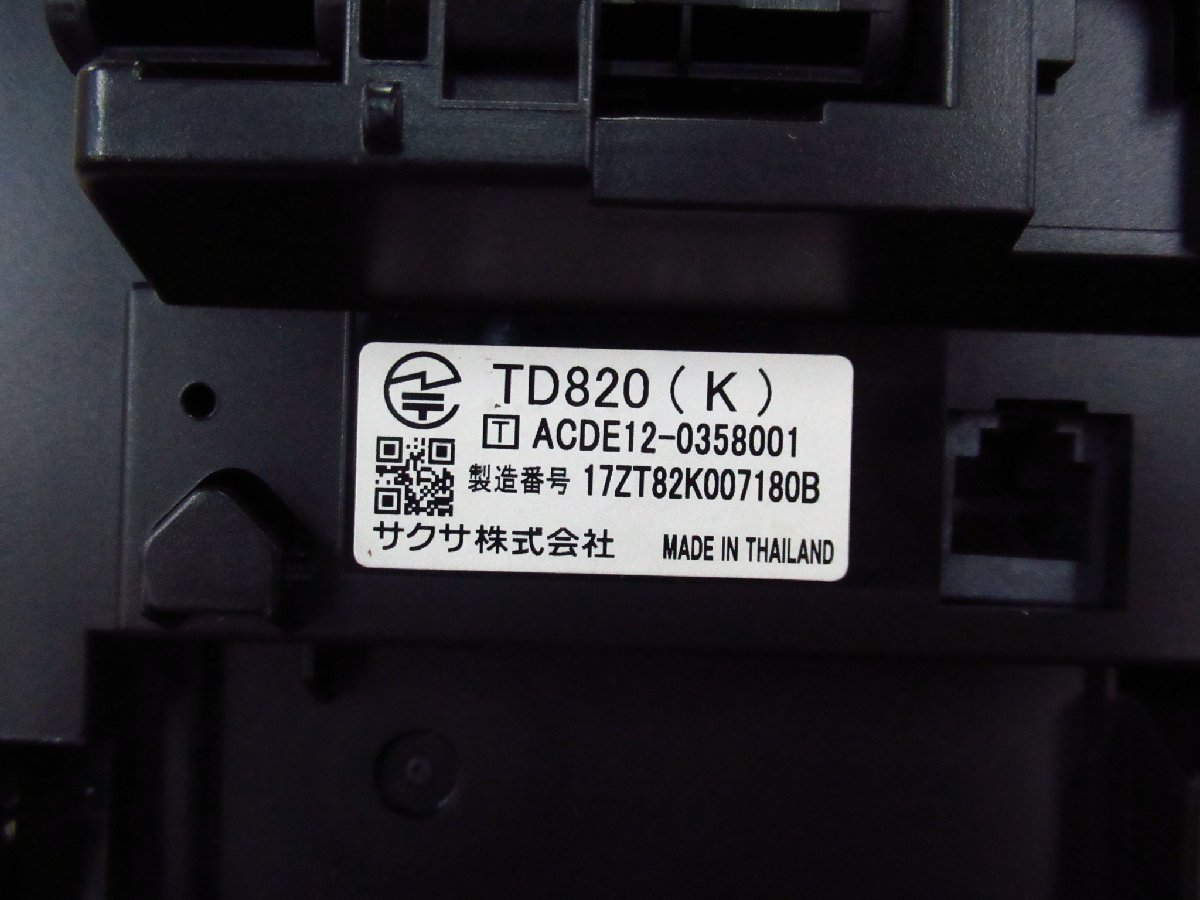 TD820(K)
T ACDE12-0358001
製造番号 17ZT82K007180B
サクサ株式会社 MADE IN THAILAND